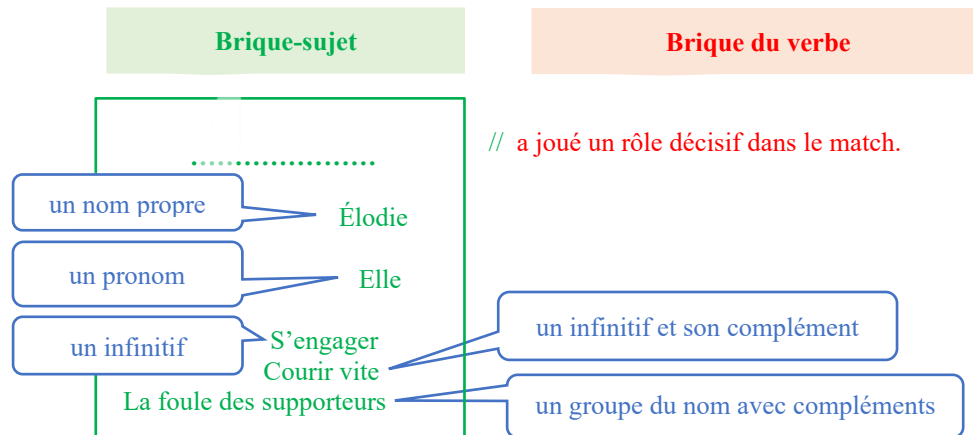 Brique-sujet
Brique du verbe
.....................
// a joué un rôle décisif dans le match.
un nom propre
Élodie
un pronom
Elle
un infinitif
S’engager
un infinitif et son complément
Courir vite
La foule des supporteurs
un groupe du nom avec compléments